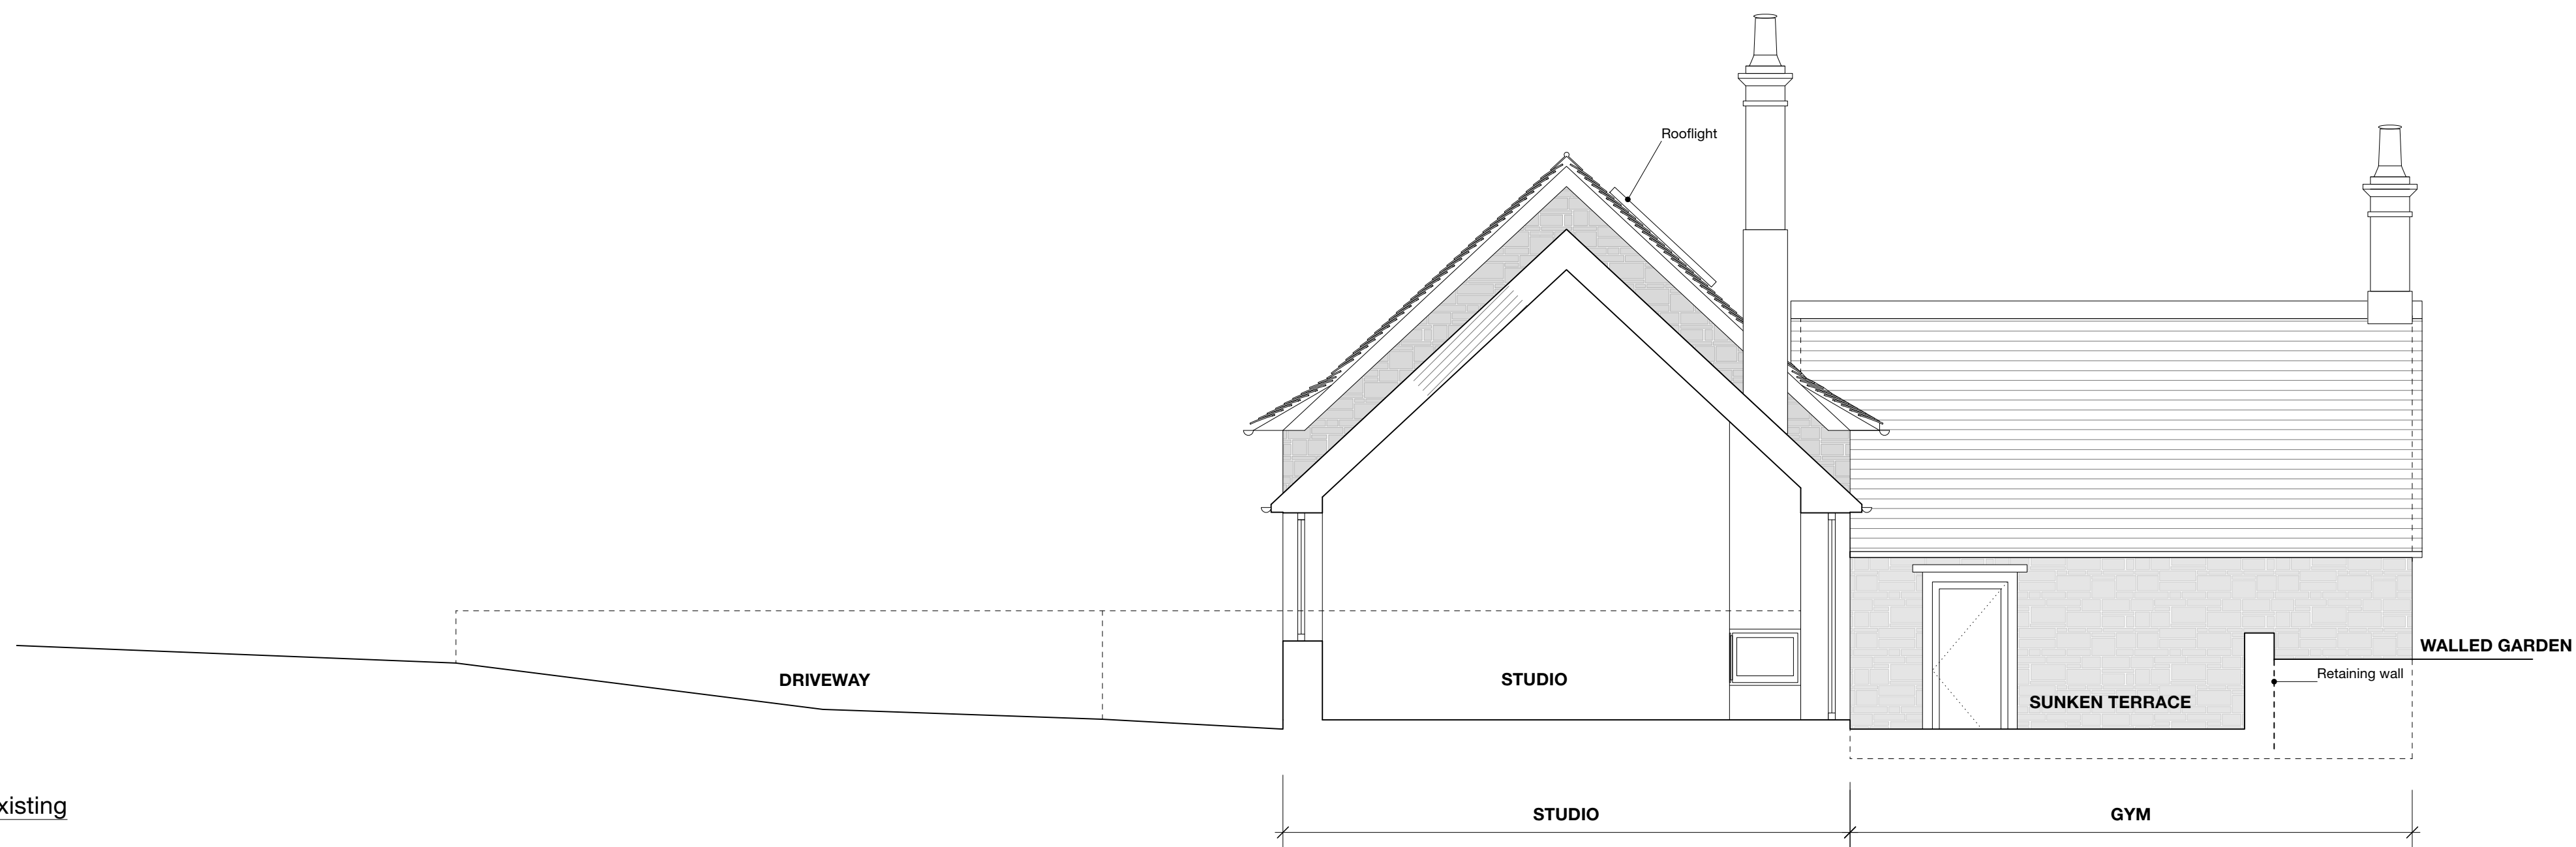 Rooflight
WALLED GARDEN
Retaining wall
DRIVEWAY
STUDIO
SUNKEN TERRACE
xisting
STUDIO
GYM